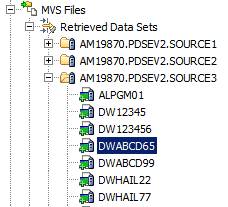 MVS Files
Retrieved Data Sets
AM19870.PDSEV2.SOURCE1
AM19870.PDSEV2.SOURCE2
AM19870.PDSEV2.SOURCE3
ALPGM01
DW12345
DW123456
DWABCD65
DWABCD99
DWHAIL22
DWHAIL77